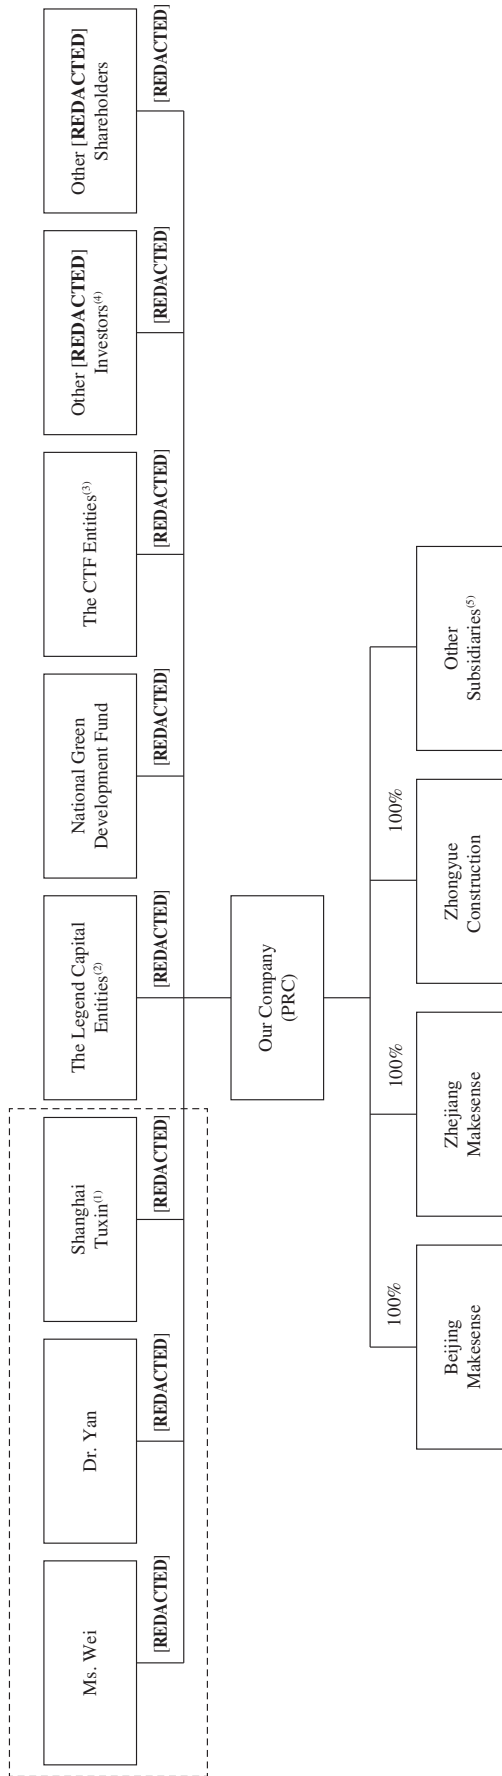 Ms. Wei
Dr. Yan
Shanghai
Tuxin(1)
The Legend Capital
Entities(2)
National Green
Development Fund
The CTF Entities(3)
Other [REDACTED]
Investors(4)
Other [REDACTED]
Shareholders
[REDACTED]
[REDACTED]
[REDACTED]
[REDACTED]
[REDACTED]
[REDACTED]
[REDACTED]
[REDACTED]
Our Company
(PRC)
100%
100%
100%
Beijing
Makesense
Zhejiang
Makesense
Zhongyue
Construction
Other
Subsidiaries(5)